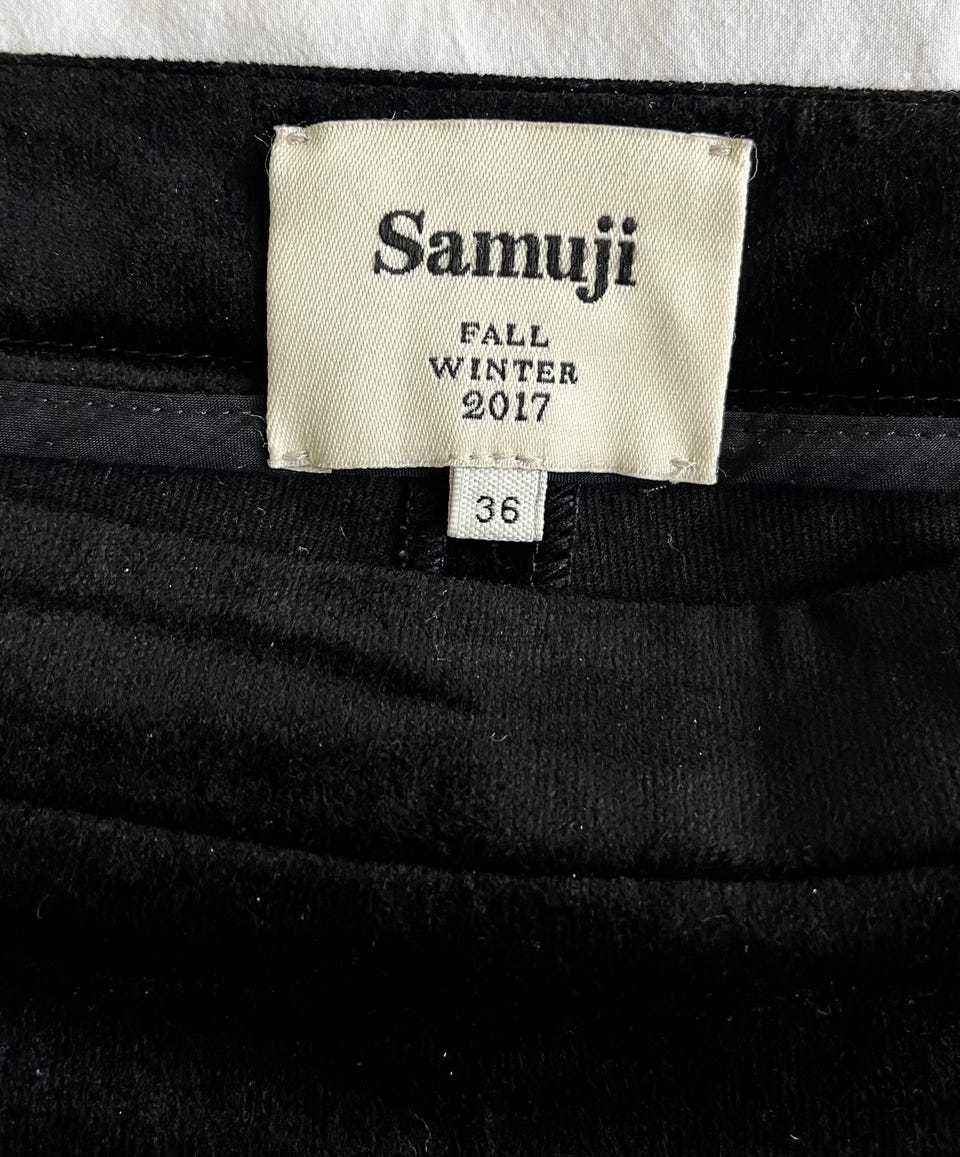 Samuji
FALL
WINTER
2017
36